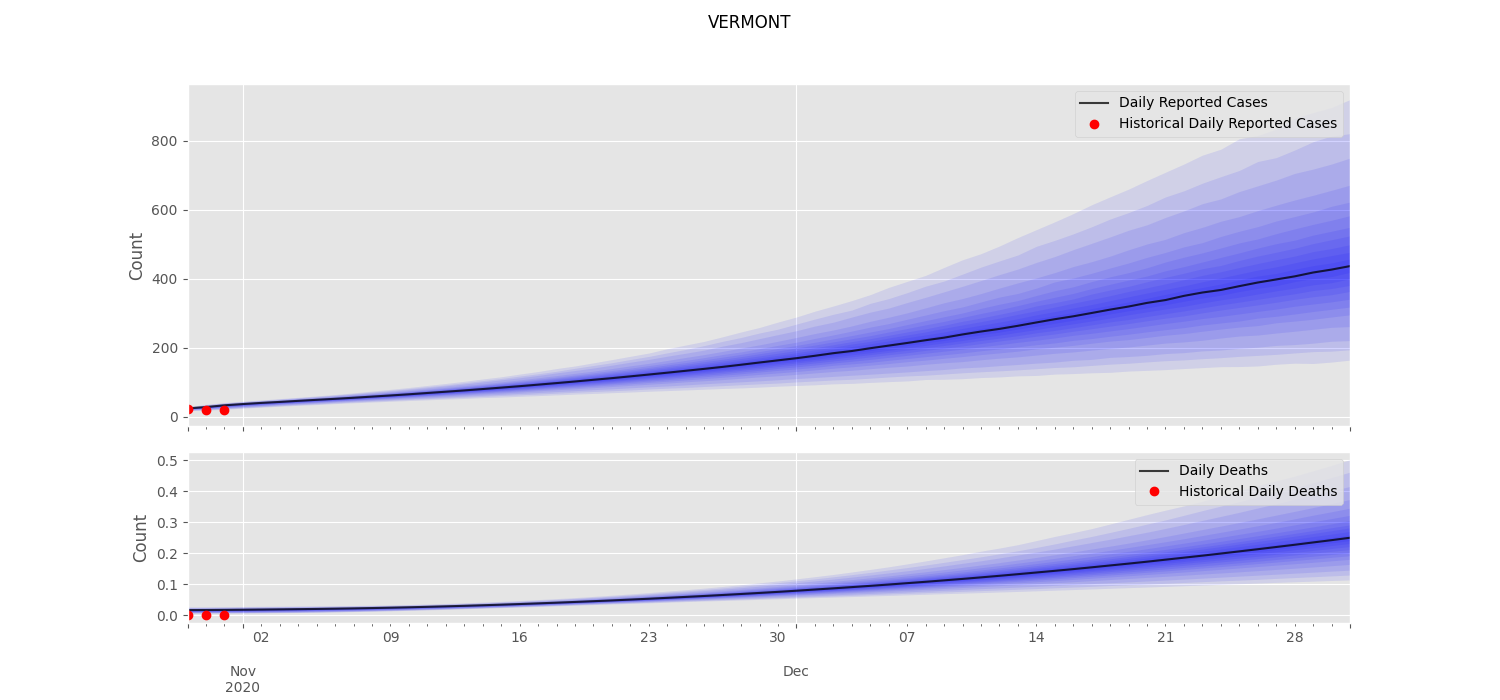 VERMONT
Daily Reported Cases
Historical Daily Reported Cases
800
600
400
200
0
Count
Daily Deaths
Historical Daily Deaths
0.5
0.4
0.3
0.2
0.1
0.0
Count
02 09 16 23 30 07 14 21 28
Nov Dec
2020